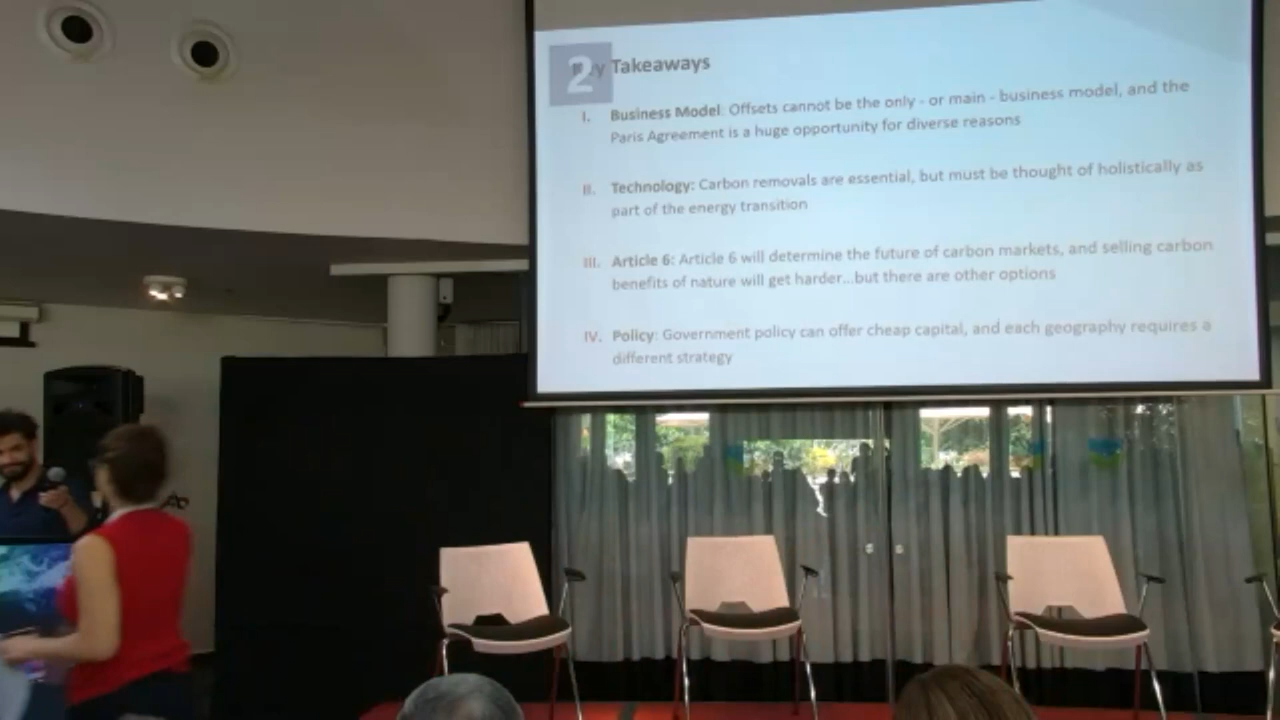 2
Key Takeaways
I. Business Model: Offsets cannot be the only - or main - business model, and the
Paris Agreement is a huge opportunity for diverse reasons
II. Technology: Carbon removals are essential, but must be thought of holistically as
part of the energy transition
III. Article 6: Article 6 will determine the future of carbon markets, and selling carbon
benefits of nature will get harder...but there are other options
IV. Policy: Government policy can offer cheap capital, and each geography requires a
different strategy